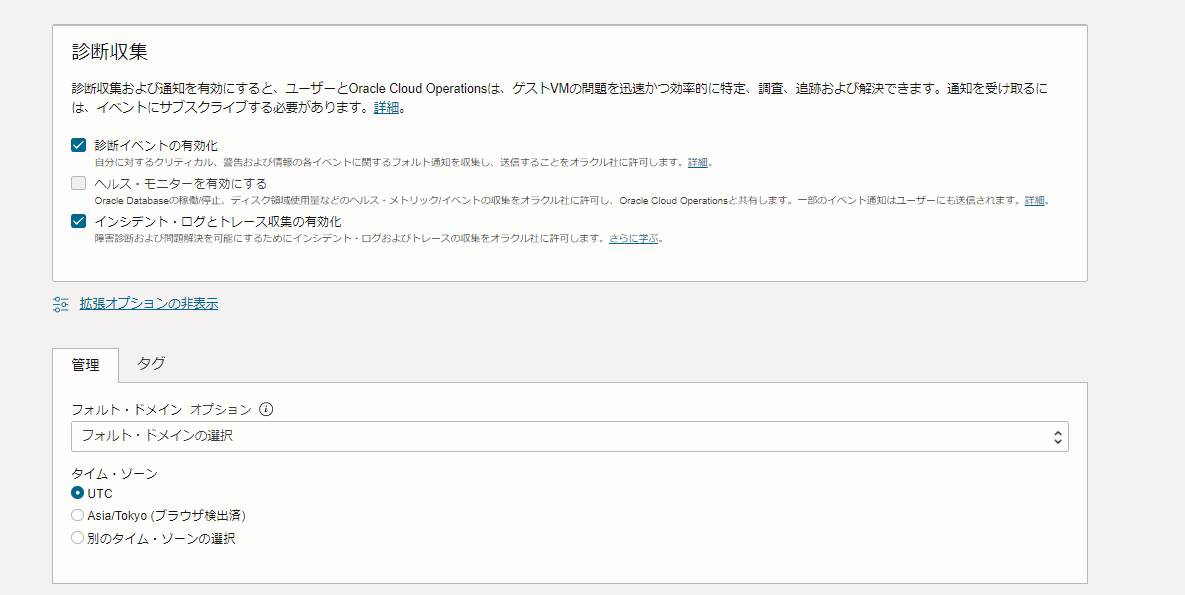 診断収集
診断収集および通知を有効にすると、ユーザーとOracle Cloud Operationsは、ゲストVMの問題を迅速かつ効率的に特定、調査、追跡および解決できます。通知を受け取るに
は、イベントにサブスクライブする必要があります。詳細。
診断イベントの有効化
自分に対するクリティカル、警告および情報の各イベントに関するフォルト通知を収集し、送信することをオラクル社に許可します。詳細。
ヘルス・モニターを有効にする
Oracle Databaseの稼働/停止、ディスク領域使用量などのヘルス・メトリック/イベントの収集をオラクル社に許可し、Oracle Cloud Operationsと共有します。一部のイベント通知はユーザーにも送信されます。詳細。
インシデント・ログとトレース収集の有効化
障害診断および問題解決を可能にするためにインシデント・ログおよびトレースの収集をオラクル社に許可します。さらに学ぶ。
拡張オプションの非表示
管理 タグ
フォルト・ドメイン オプション
フォルト・ドメインの選択
タイム・ゾーン
UTC
Asia/Tokyo (ブラウザ検出済)
別のタイム・ゾーンの選択